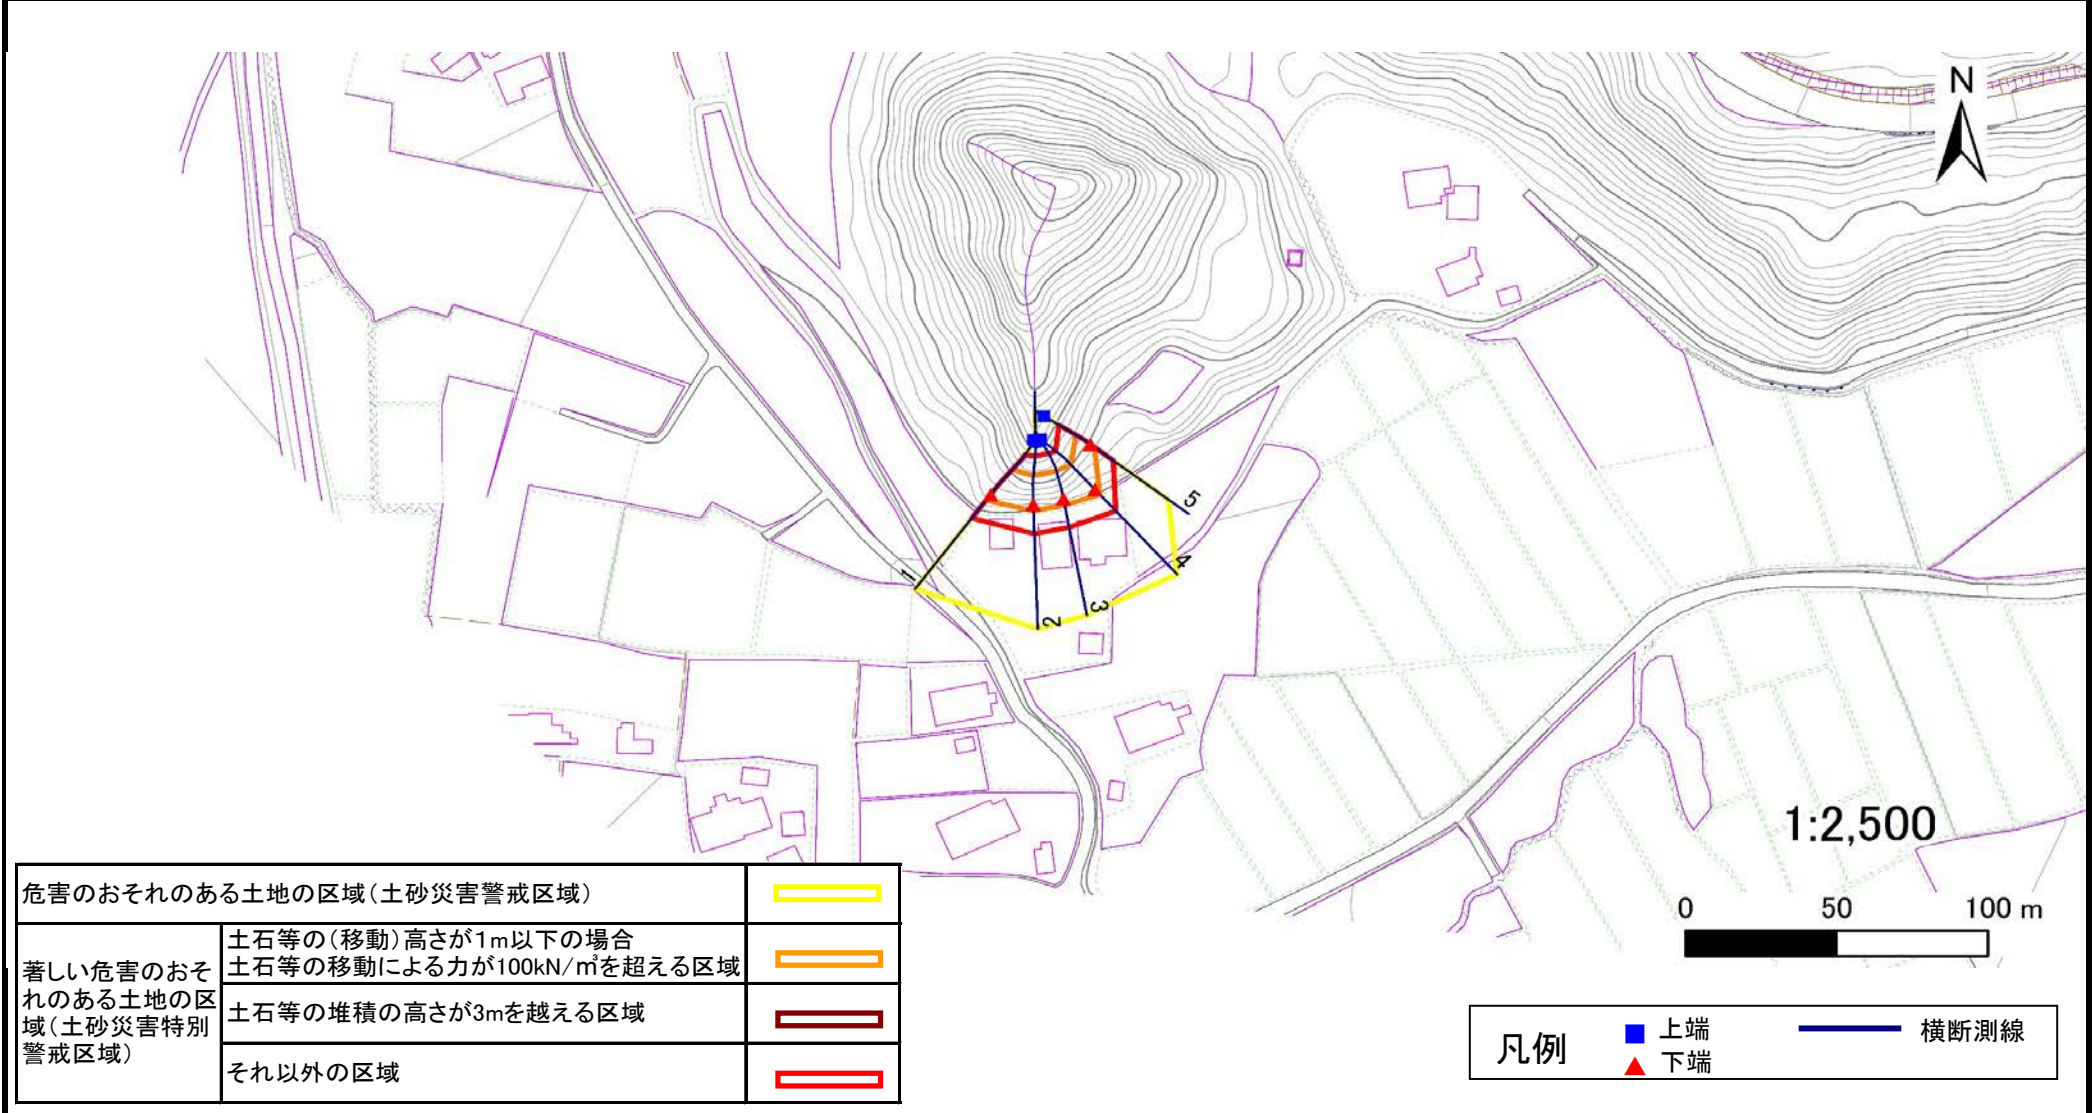 N
1
2
3
4
5
1:2,500
0 50 100 m
危害のおそれのある土地の区域(土砂災害警戒区域)
著しい危害のおそ
れのある土地の区
域(土砂災害特別
警戒区域)
土石等の(移動)高さが1m以下の場合
土石等の移動による力が100kN/㎡を超える区域
土石等の堆積の高さが3mを越える区域
それ以外の区域
凡例
上端
下端
横断測線